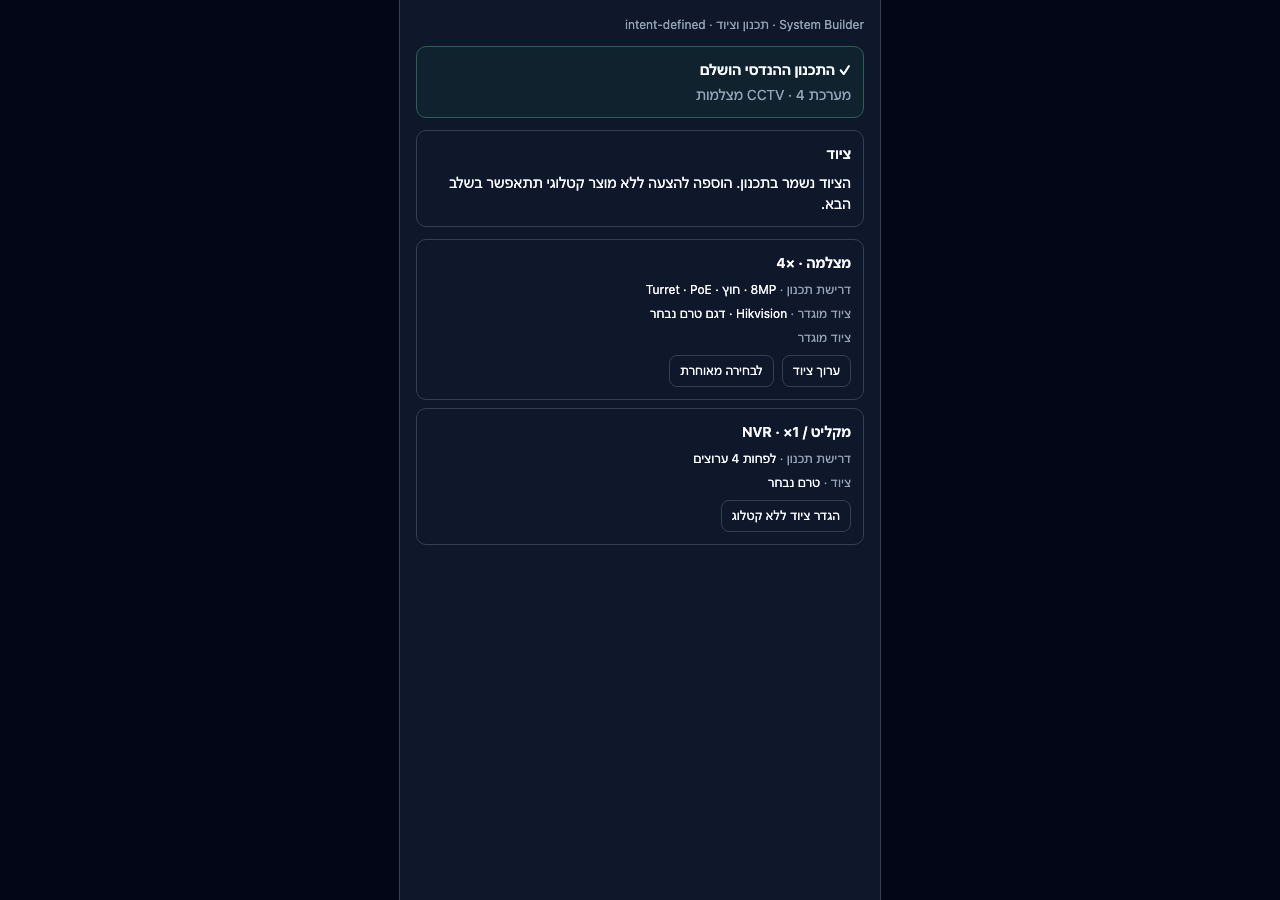 System Builder · תכנון וציוד · intent-defined
✓ התכנון ההנדסי הושלם
מערכת CCTV · 4 מצלמות
ציוד
הציוד נשמר בתכנון. הוספה להצעה ללא מוצר קטלוגי תתאפשר בשלב
הבא.
מצלמה · ×4
דרישת תכנון · 8MP · חוץ · Turret · PoE
ציוד מוגדר · Hikvision · דגם טרם נבחר
ציוד מוגדר
ערוך ציוד
לבחירה מאוחרת
מקליט / NVR · ×1
דרישת תכנון · לפחות 4 ערוצים
ציוד · טרם נבחר
הגדר ציוד ללא קטלוג